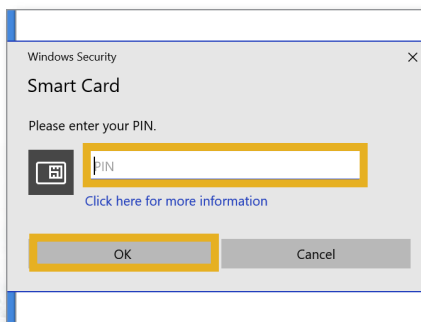 Windows Security
Smart Card
Please enter your PIN.
PIN
Click here for more information
OK
Cancel